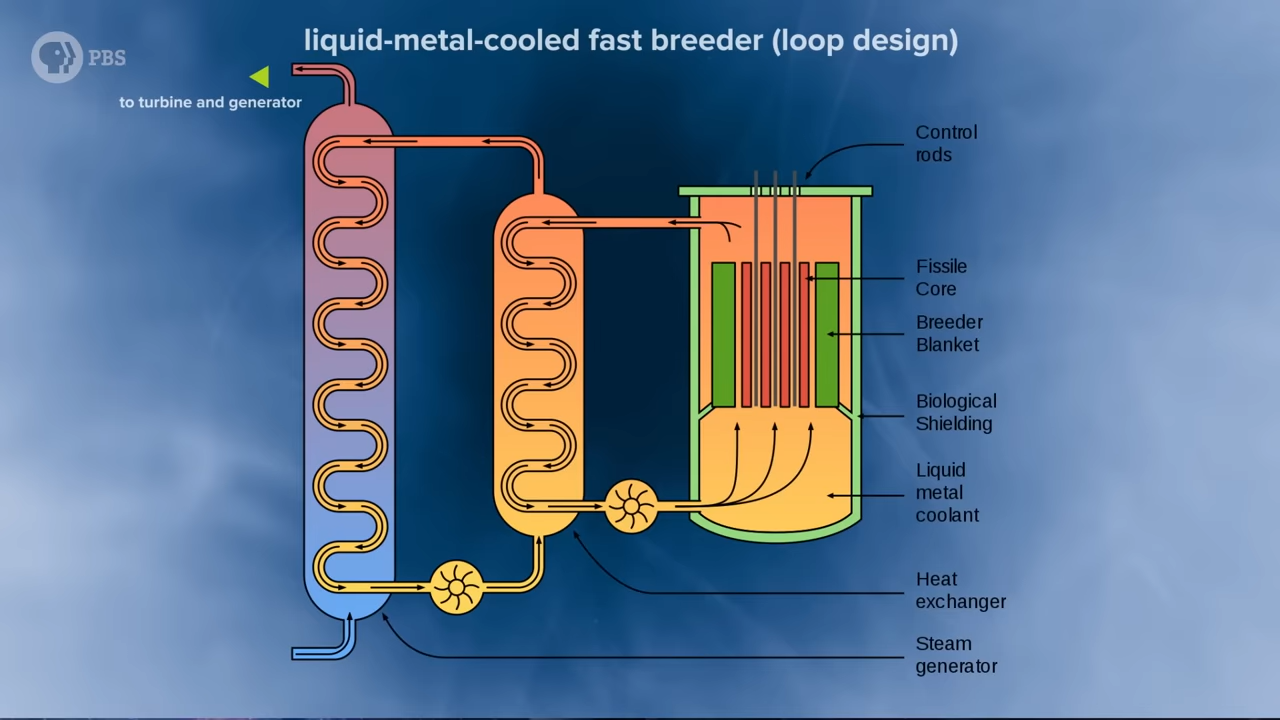 liquid-metal-cooled fast breeder (loop design)
PBS
to turbine and generator
Control
rods
Fissile
Core
Breeder
Blanket
Biological
Shielding
Liquid
metal
coolant
Heat
exchanger
Steam
generator